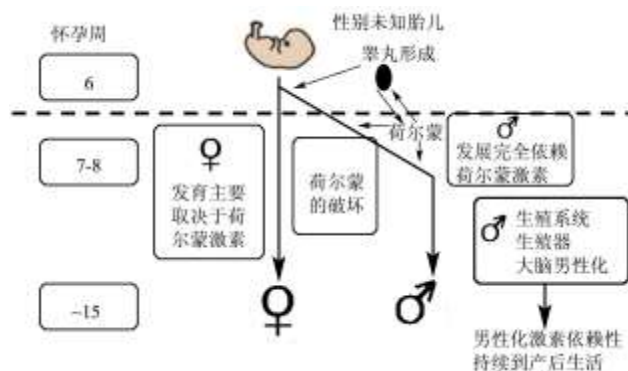 怀孕周
性别未知胎儿
睾丸形成
6
荷尔蒙
7-8
♀
发育主要
取决于荷
尔蒙激素
荷尔蒙
的破坏
♂
发展完全依赖
荷尔蒙激素
♂
生殖系统
生殖器
大脑男性化
~15
♀
♂
男性化激素依赖性
持续到产后生活